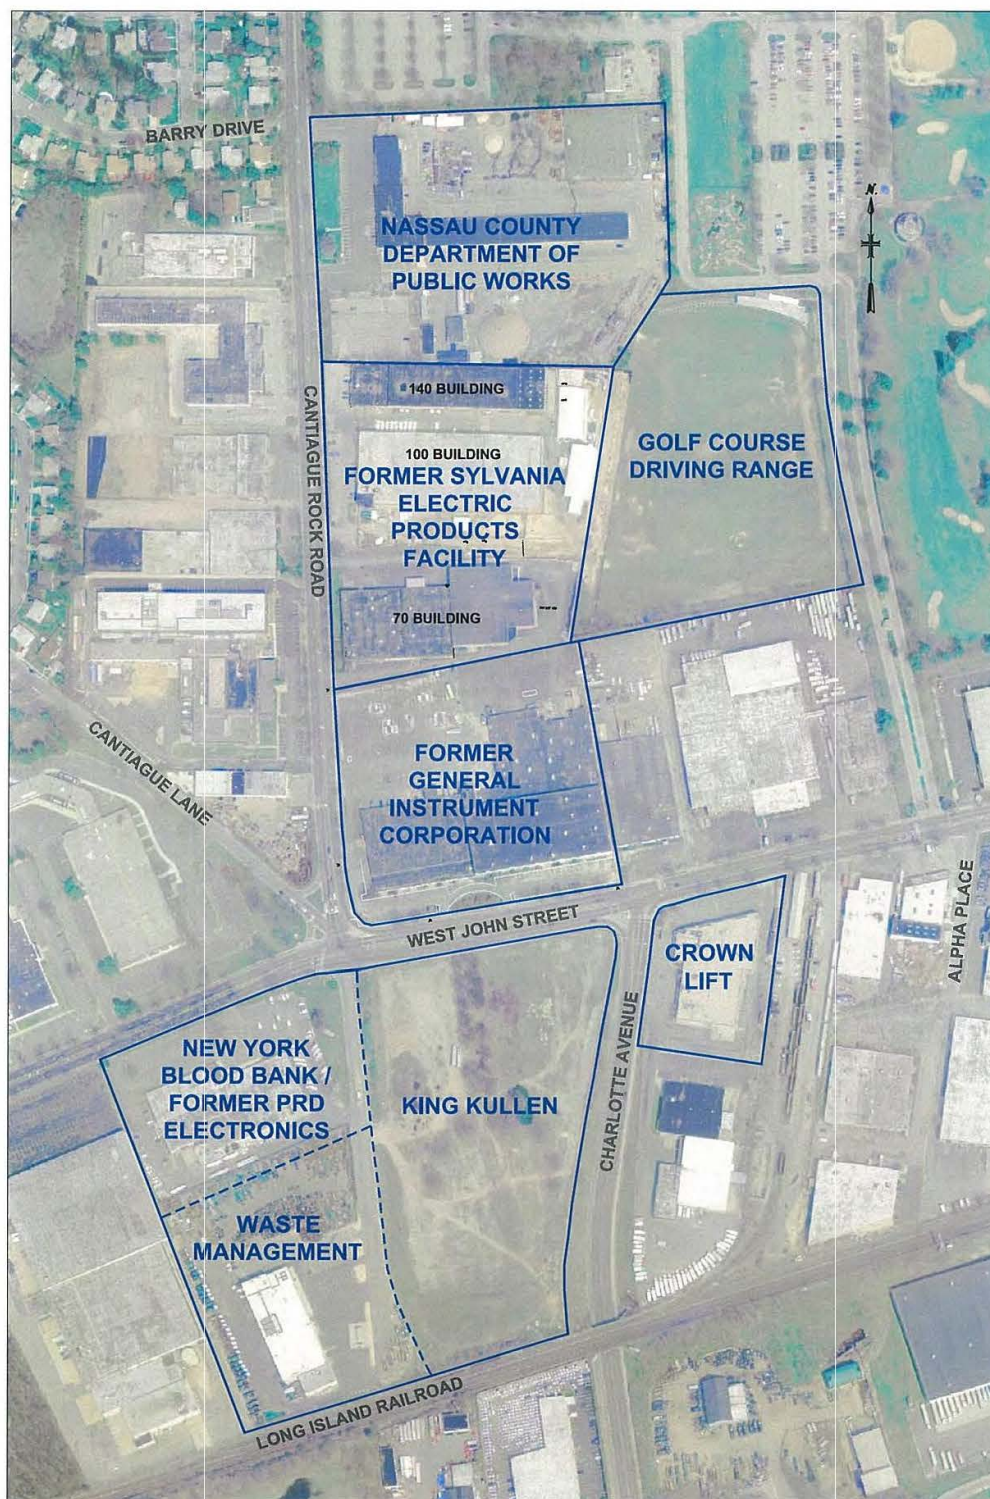 BARRY DRIVE
N.
NASSAU COUNTY
DEPARTMENT OF
PUBLIC WORKS
CANTIAGUE ROCK ROAD
140 BUILDING
100 BUILDING
FORMER SYLVANIA
ELECTRIC
PRODUCTS
FACILITY
70 BUILDING
GOLF COURSE
DRIVING RANGE
CANTIAGUE LANE
FORMER
GENERAL
INSTRUMENT
CORPORATION
WEST JOHN STREET
ALPHA PLACE
CROWN
LIFT
CHARLOTTE AVENUE
NEW YORK
BLOOD BANK /
FORMER PRD
ELECTRONICS
KING KULLEN
WASTE
MANAGEMENT
LONG ISLAND RAILROAD